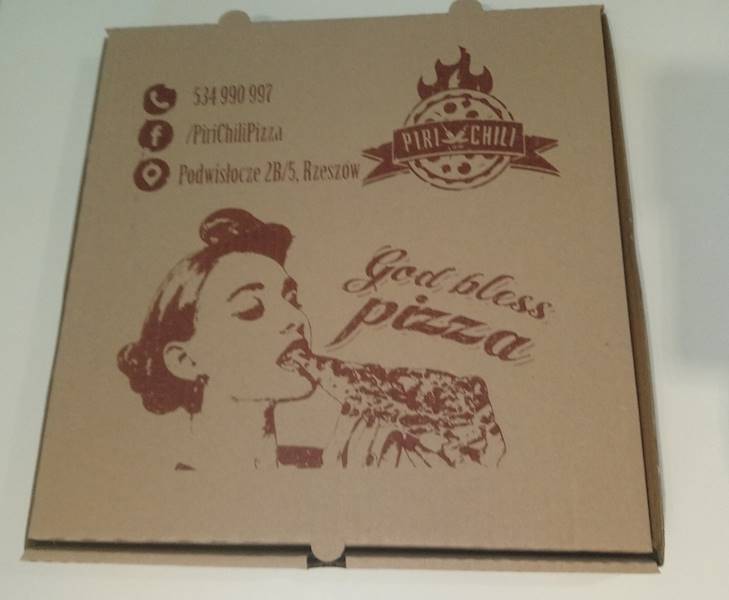 534 990 997
/PiriChiliPizza
Podwisłocze 2B/5, Rzeszów
PIRI CHILI
God bless
pizza